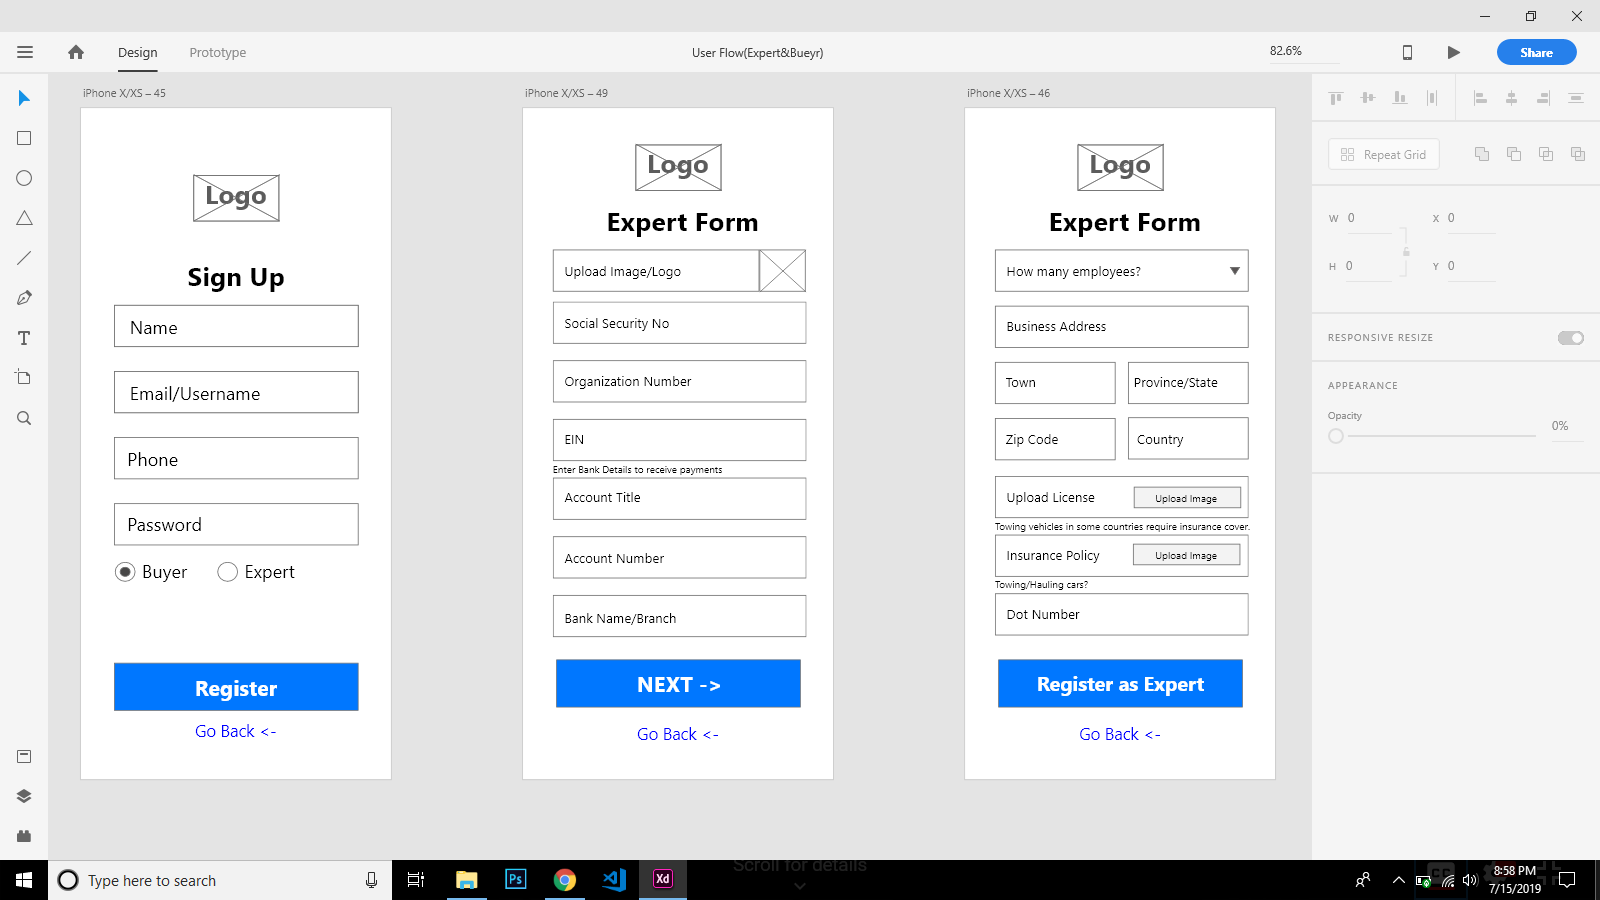 Design
Prototype
User Flow(Expert&Bueyr)
82.6%
Share
iPhone X/XS – 45
Logo
Sign Up
Name
Email/Username
Phone
Password
Buyer
Expert
Register
Go Back <-
iPhone X/XS – 49
Logo
Expert Form
Upload Image/Logo
Social Security No
Organization Number
EIN
Enter Bank Details to receive payments
Account Title
Account Number
Bank Name/Branch
NEXT ->
Go Back <-
iPhone X/XS – 46
Logo
Expert Form
How many employees?
Business Address
Town
Province/State
Zip Code
Country
Upload License
Upload Image
Towing vehicles in some countries require insurance cover.
Insurance Policy
Upload Image
Towing/Hauling cars?
Dot Number
Register as Expert
Go Back <-
Repeat Grid
W 0
X 0
H 0
Y 0
RESPONSIVE RESIZE
APPEARANCE
Opacity
0%
Scroll for details
Type here to search
Ps
Xd
8:58 PM
7/15/2019